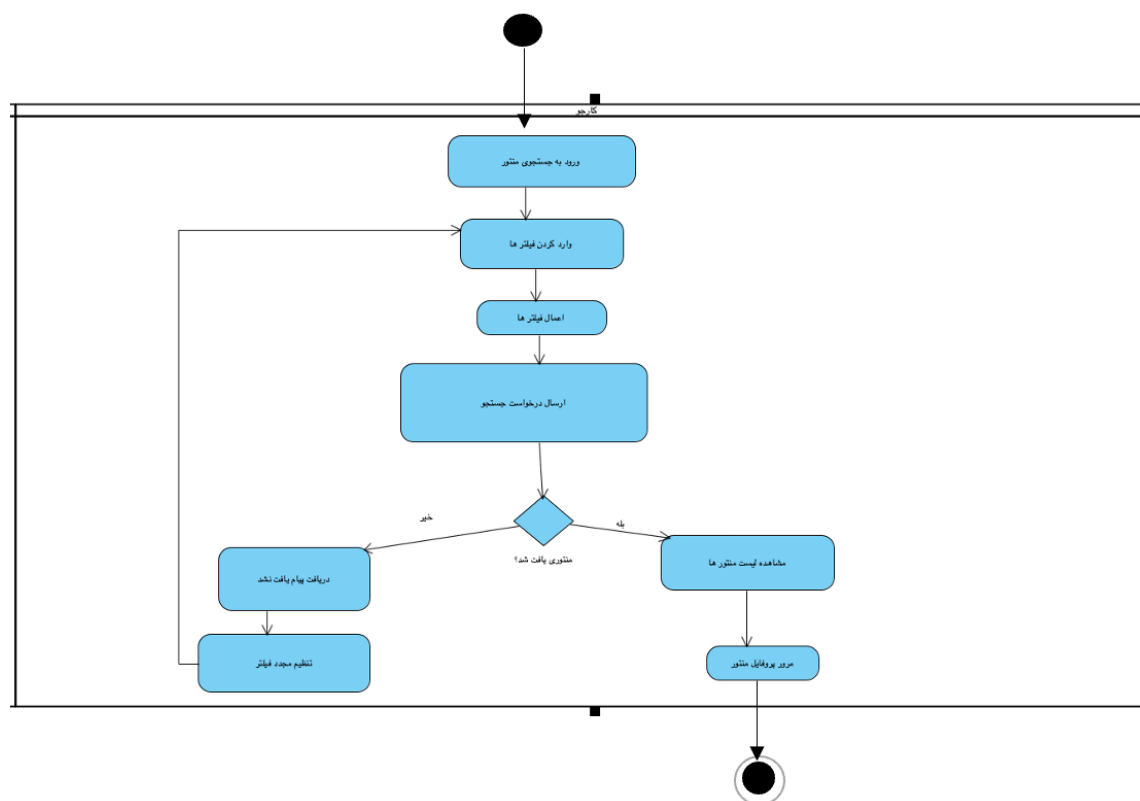 کارجو
ورود به جستجوی منتور
وارد کردن فیلتر ها
اعمال فیلتر ها
ارسال درخواست جستجو
خیر
بله
منتوری یافت شد؟
مشاهده لیست منتور ها
دریافت پیام یافت نشد
مرور پروفایل منتور
تنظیم مجدد فیلتر